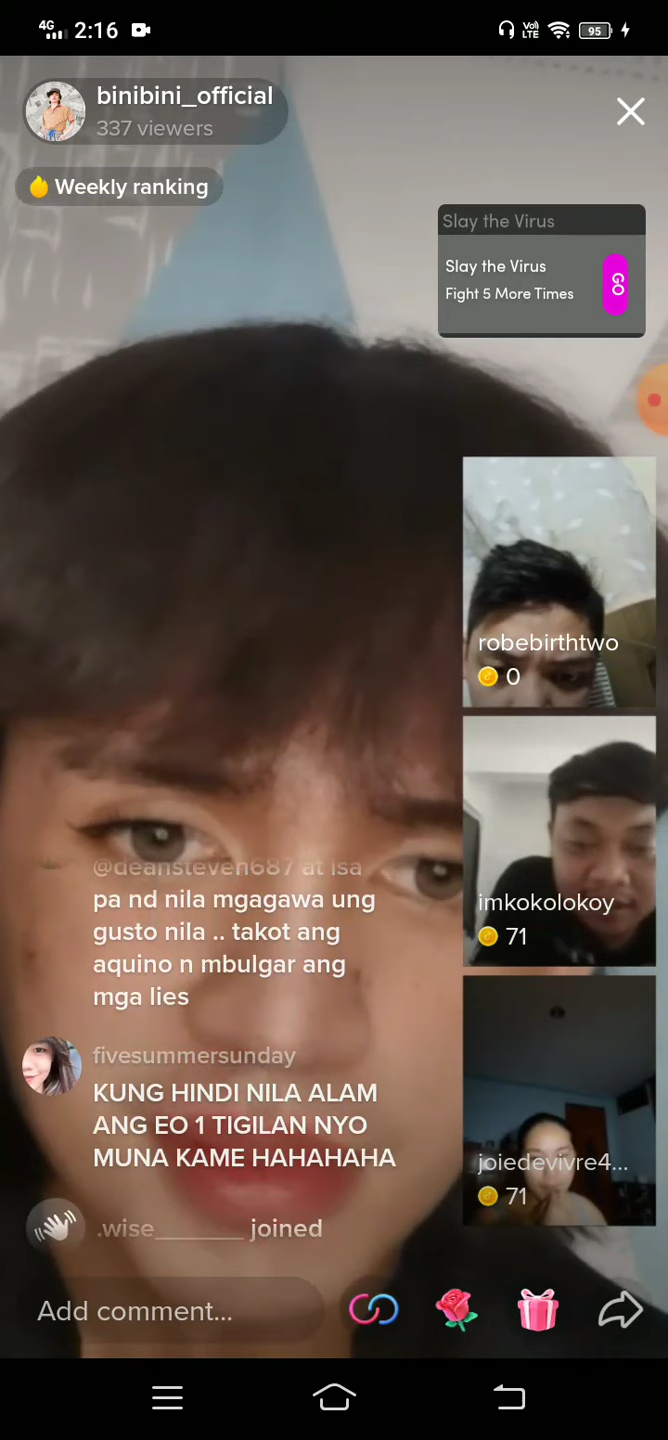 4G 2:16 Vo) LTE 95
binibini_official
337 viewers
Weekly ranking
Slay the Virus
Slay the Virus
Fight 5 More Times
GO
robebirthtwo
0
imkokolokoy
71
@deansteven687 at isa
pa nd nila mgagawa ung
gusto nila .. takot ang
aquino n mbulgar ang
mga lies
fivesummersunday
KUNG HINDI NILA ALAM
ANG EO 1 TIGILAN NYO
MUNA KAME HAHAHAHA
joiedevivre4...
71
.wise_______ joined
Add comment...